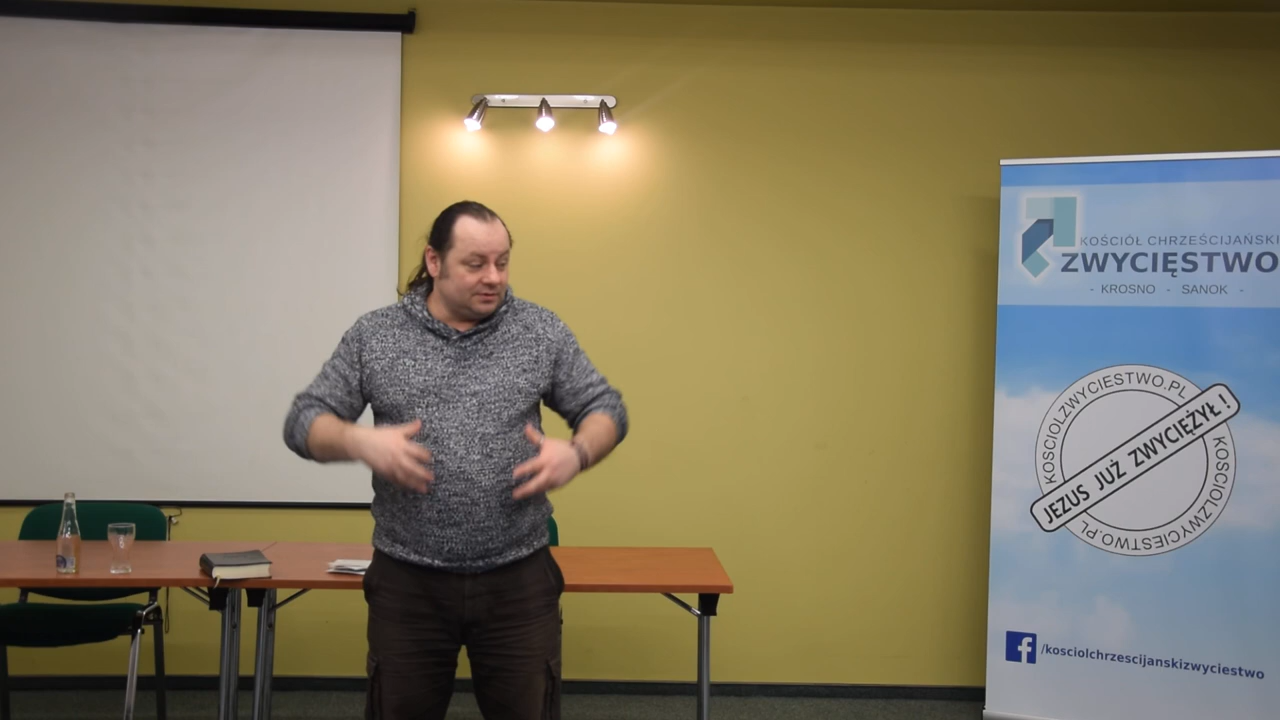 KOŚCIÓŁ CHRZEŚCIJAŃSKI
ZWYCIĘSTWO
- KROSNO - SANOK -
KOSCIOLZWYCIESTWO.PL
JEZUS JUŻ ZWYCIĘŻYŁ !
KOSCIOLZWYCIESTWO.PL
f /kosciolchrzescijanskizwyciestwo